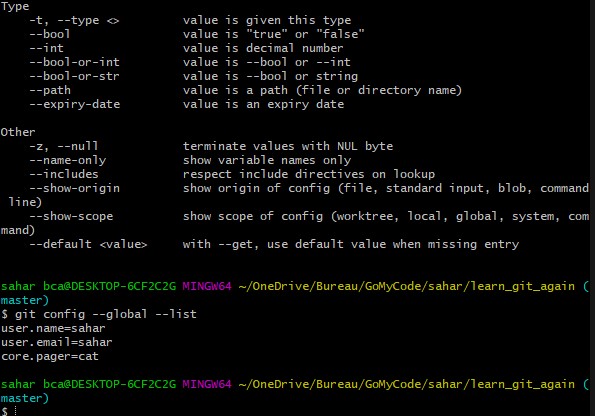 Type
    -t, --type <>         value is given this type
    --bool                value is "true" or "false"
    --int                 value is decimal number
    --bool-or-int         value is --bool or --int
    --bool-or-str         value is --bool or string
    --path                value is a path (file or directory name)
    --expiry-date         value is an expiry date

Other
    -z, --null            terminate values with NUL byte
    --name-only           show variable names only
    --includes            respect include directives on lookup
    --show-origin         show origin of config (file, standard input, blob, command
 line)
    --show-scope          show scope of config (worktree, local, global, system, com
mand)
    --default <value>     with --get, use default value when missing entry

sahar bca@DESKTOP-6CF2C2G MINGW64 ~/OneDrive/Bureau/GoMyCode/sahar/learn_git_again (
master)
$ git config --global --list
user.name=sahar
user.email=sahar
core.pager=cat

sahar bca@DESKTOP-6CF2C2G MINGW64 ~/OneDrive/Bureau/GoMyCode/sahar/learn_git_again (
master)
$